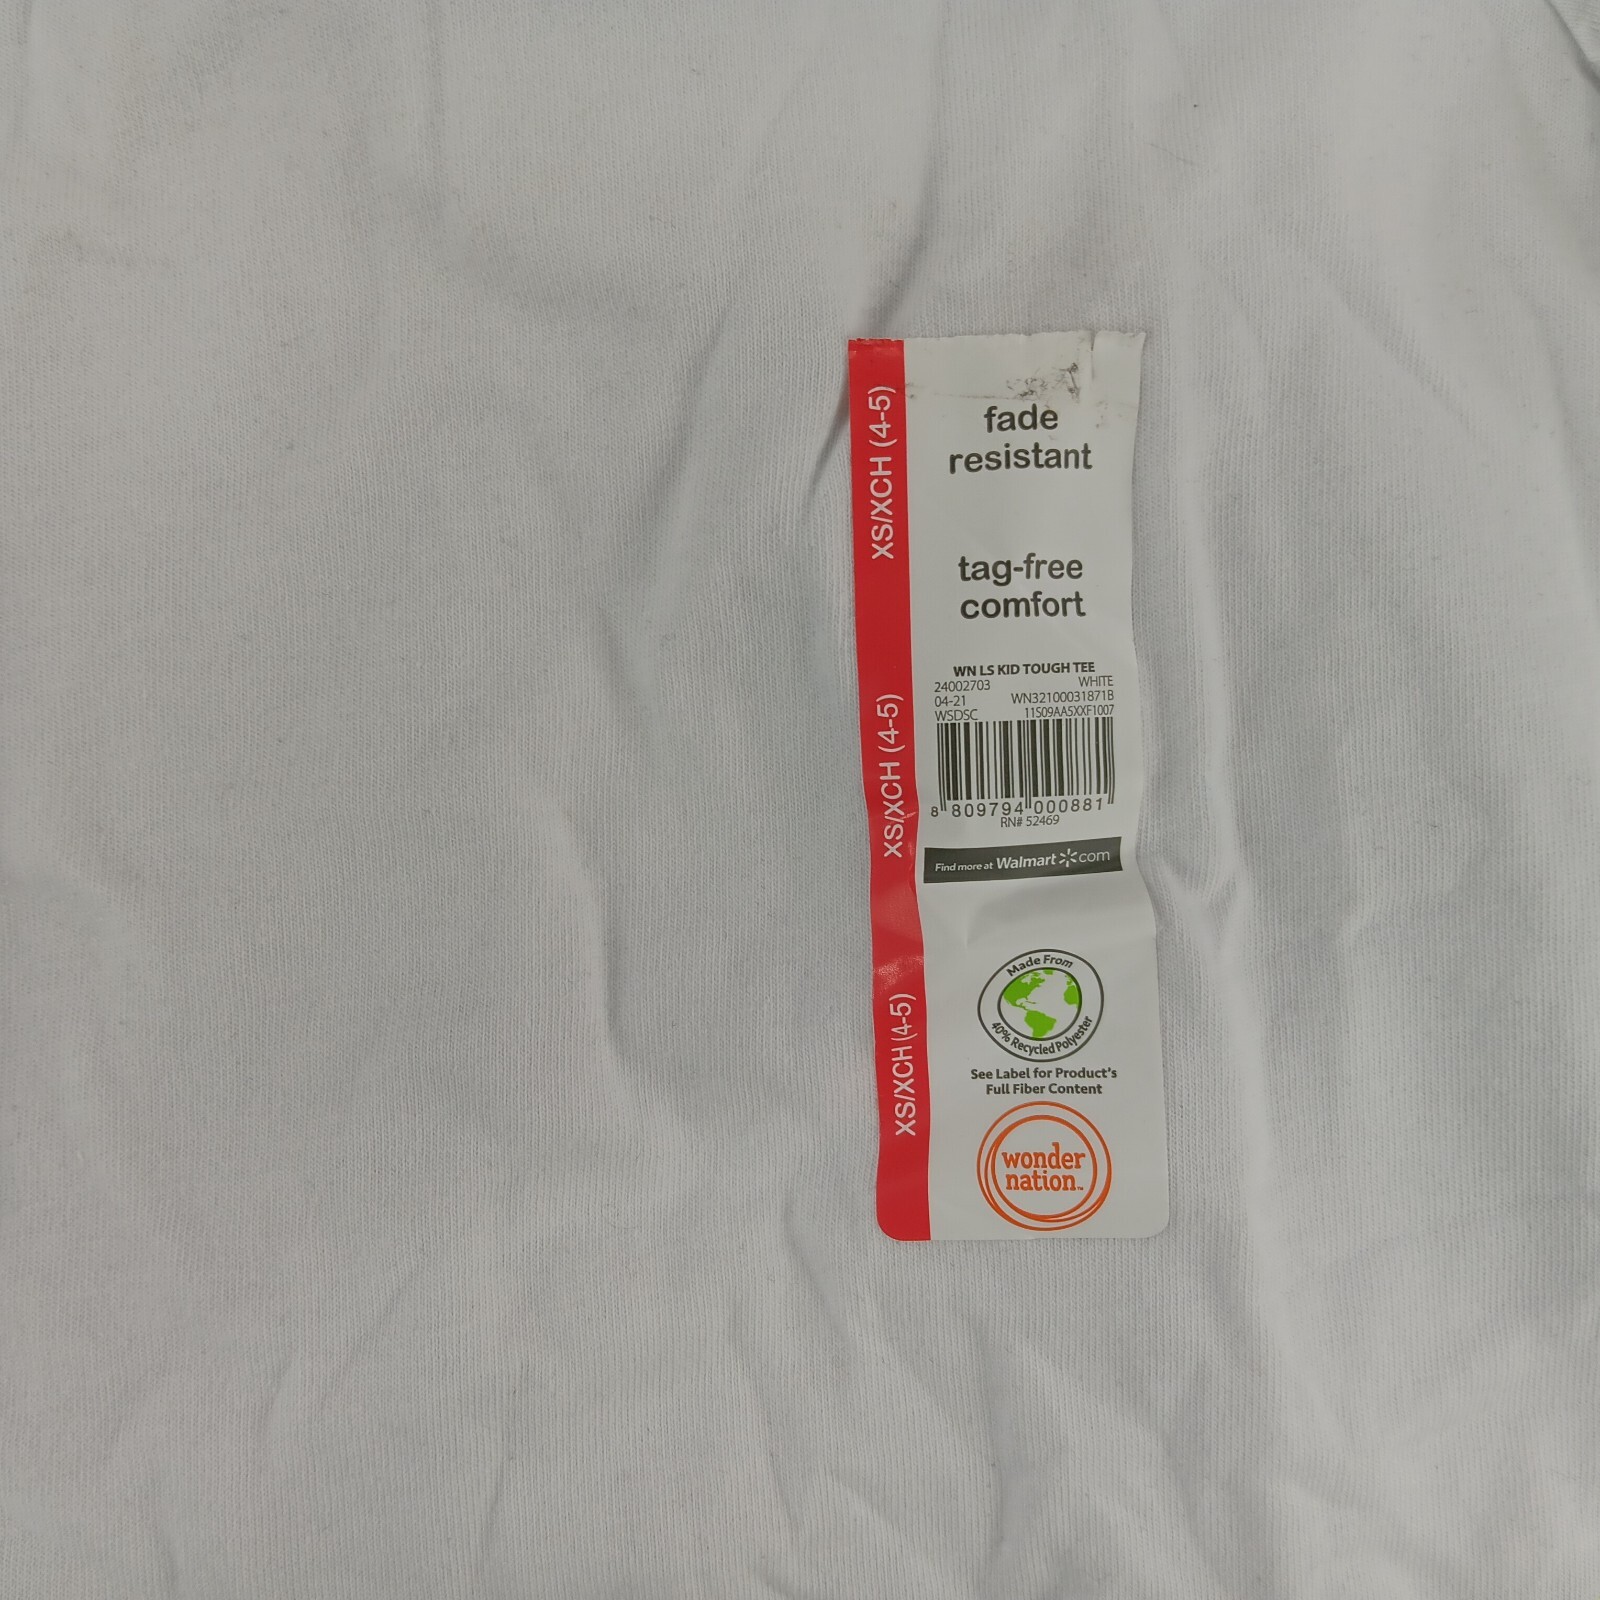 XS/XCH (4-5)
XS/XCH (4-5)
XS/XCH (4-5)
fade
resistant
tag-free
comfort
WN LS KID TOUGH TEE
24002703 WHITE
04-21 WN32100031871B
WSDSC 11S09AA5XXF1007
8 809794 000881
RN# 52469
Find more at Walmart com
Made From
40% Recycled Polyester
See Label for Product's
Full Fiber Content
wonder
nation™